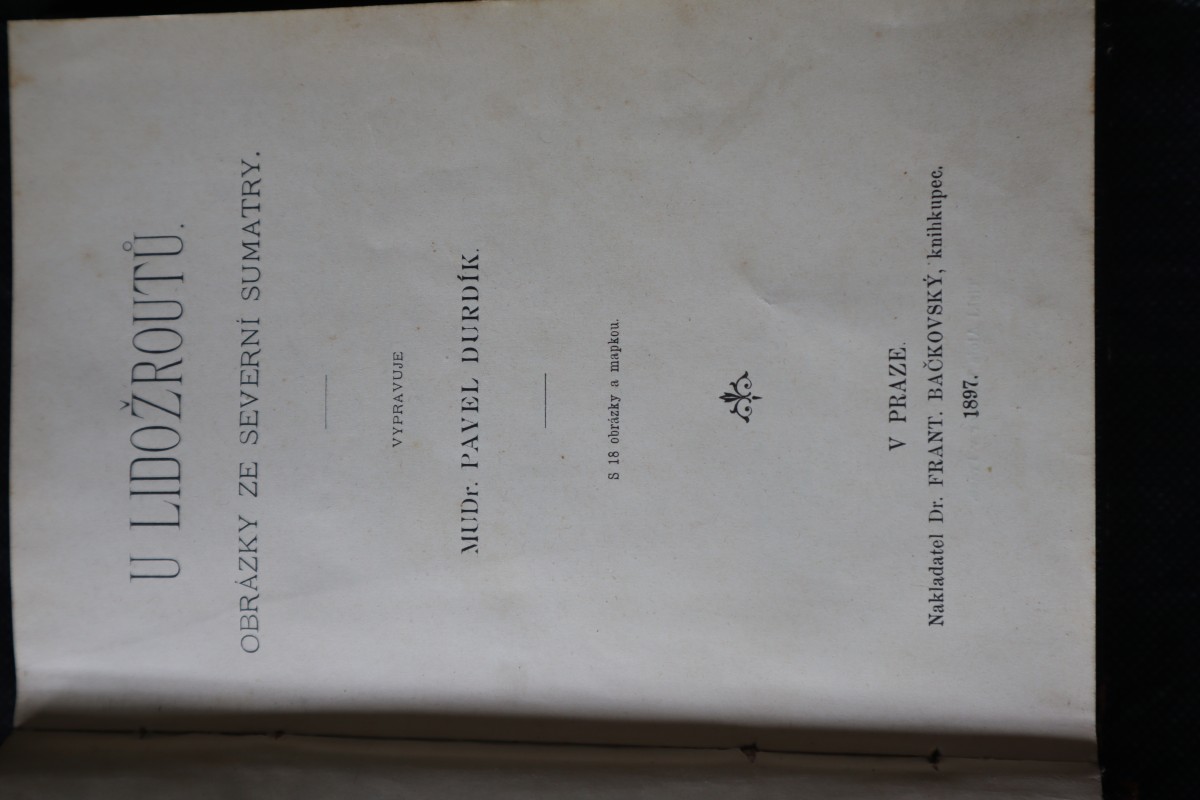 U LIDOŽROUTŮ.
OBRÁZKY ZE SEVERNÍ SUMATRY.
VYPRAVUJE
MUDr. PAVEL DURDÍK.
S 18 obrázky a mapkou.
V PRAZE.
Nakladatel Dr. FRANT. BAČKOVSKÝ, knihkupec.
1897.